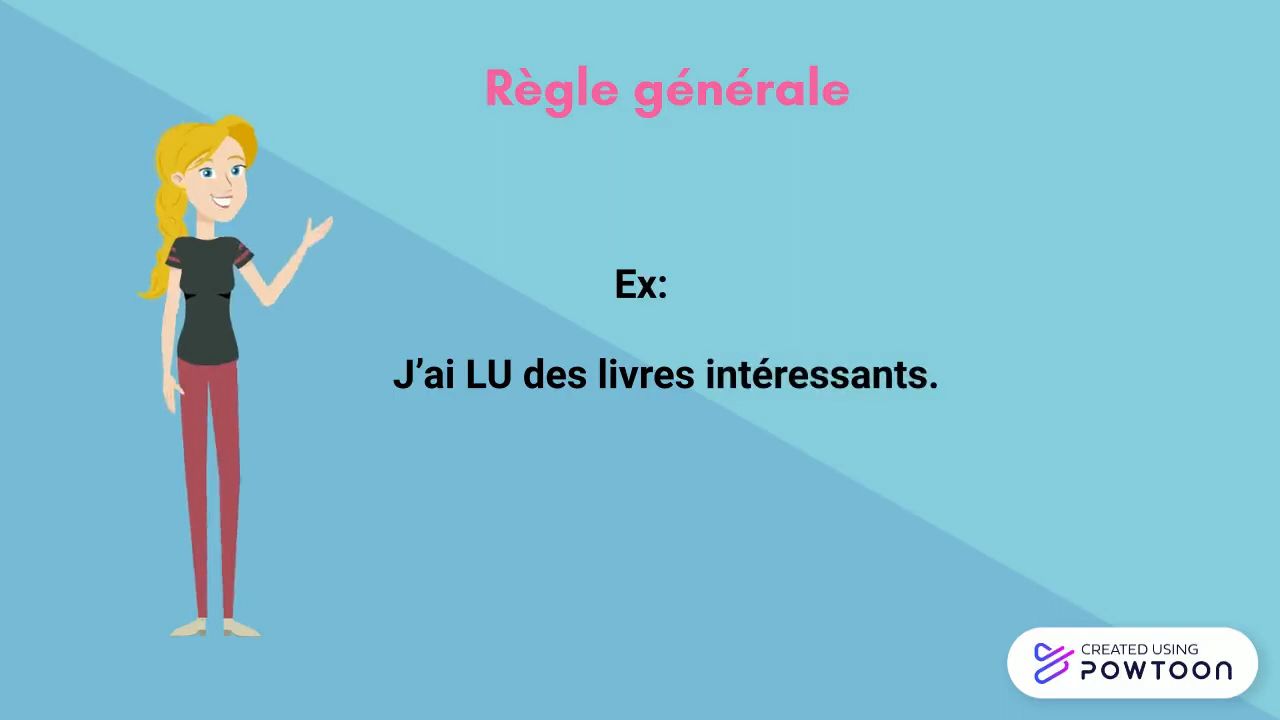 Règle générale
Ex:
J’ai LU des livres intéressants.
CREATED USING
POWTOON